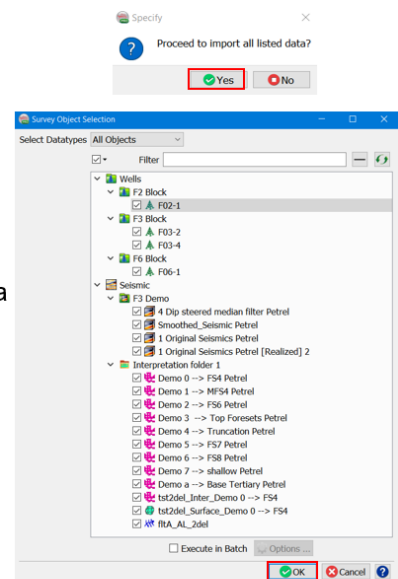 Specify
Proceed to import all listed data?
Yes
No
Survey Object Selection
Select Datatypes All Objects
Filter
Wells
F2 Block
F02-1
F3 Block
F03-2
F03-4
F6 Block
F06-1
a
Seismic
F3 Demo
4 Dip steered median filter Petrel
Smoothed_Seismic Petrel
1 Original Seismics Petrel
1 Original Seismics Petrel [Realized] 2
Interpretation folder 1
Demo 0 --> FS4 Petrel
Demo 1 --> MFS4 Petrel
Demo 2 --> FS6 Petrel
Demo 3 --> Top Foresets Petrel
Demo 4 --> Truncation Petrel
Demo 5 --> FS7 Petrel
Demo 6 --> FS8 Petrel
Demo 7 --> shallow Petrel
Demo a --> Base Tertiary Petrel
tst2del_Inter_Demo 0 --> FS4
tst2del_Surface_Demo 0 --> FS4
fltA_AL_2del
Execute in Batch Options ...
OK Cancel